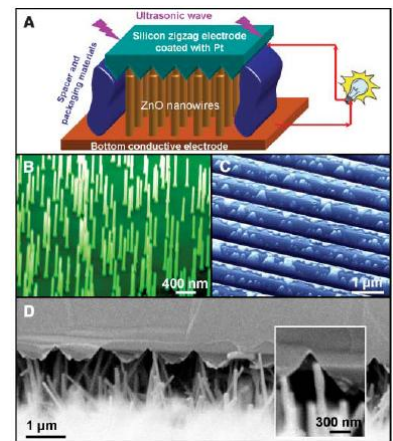 A
Ultrasonic wave
Silicon zigzag electrode
coated with Pt
Spacer and
packaging materials
ZnO nanowires
Bottom conductive electrode
B
400 nm
C
1 µm
D
1 µm
300 nm